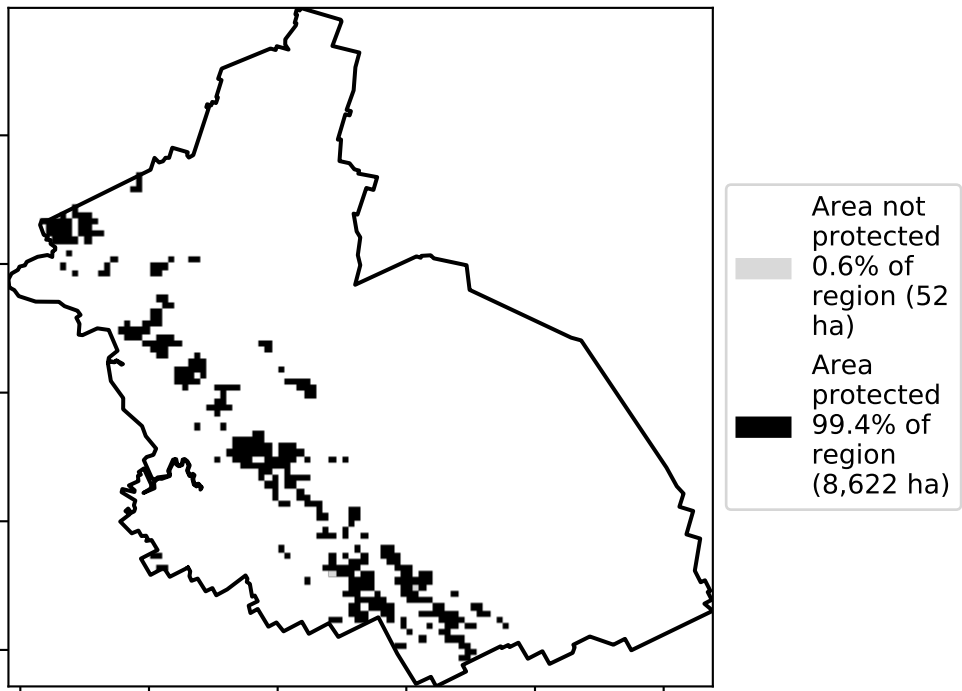 Area not
protected
0.6% of
region (52
ha)
Area
protected
99.4% of
region
(8,622 ha)